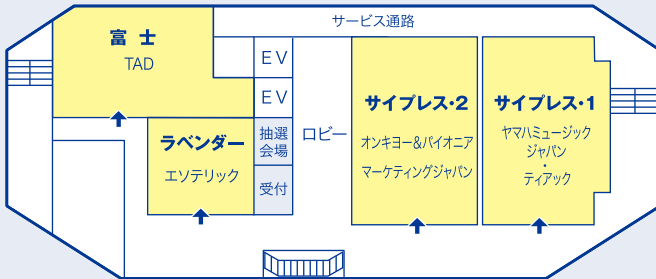 サービス通路
富士
TAD
EV
EV
ラベンダー
エソテリック
抽選
会場
受付
ロビー
サイプレス・2
オンキヨー&パイオニア
マーケティングジャパン
サイプレス・1
ヤマハミュージック
ジャパン
・
ティアック